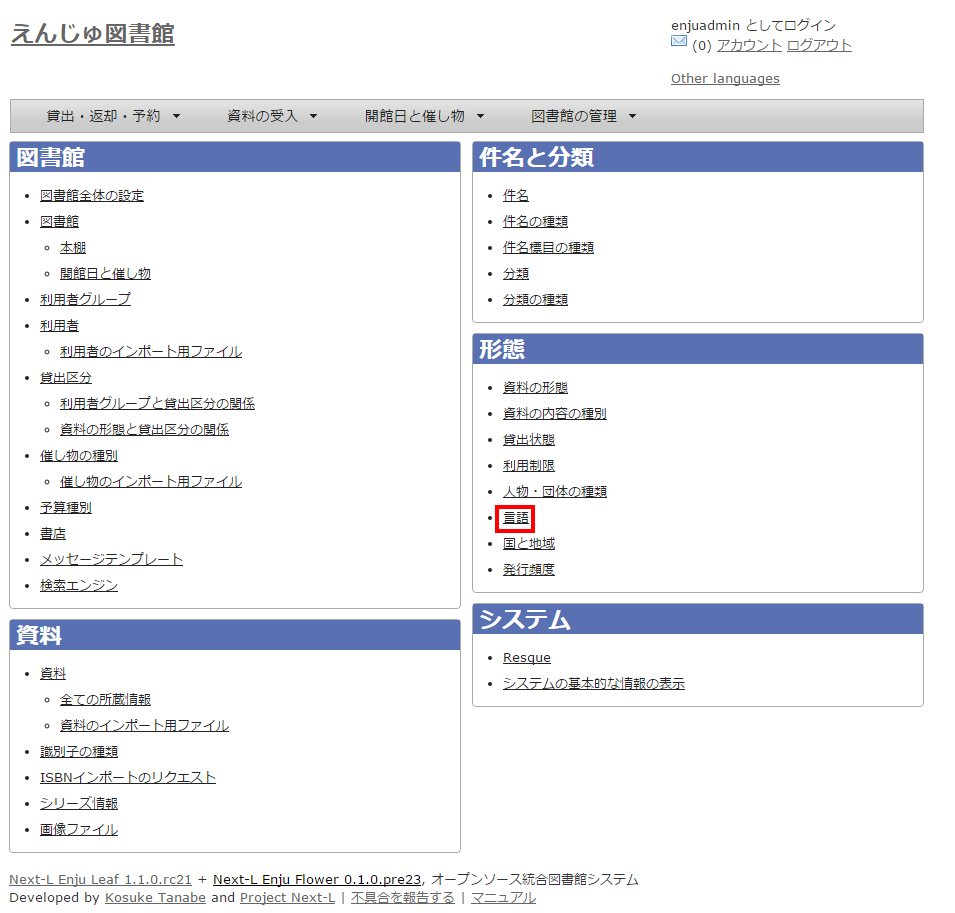 えんじゅ図書館
enjuadmin としてログイン
(0) アカウント ログアウト
Other languages
貸出・返却・予約 資料の受入 開館日と催し物 図書館の管理
図書館
図書館全体の設定
図書館
本棚
開館日と催し物
利用者グループ
利用者
利用者のインポート用ファイル
貸出区分
利用者グループと貸出区分の関係
資料の形態と貸出区分の関係
催し物の種別
催し物のインポート用ファイル
予算種別
書店
メッセージテンプレート
検索エンジン
資料
資料
全ての所蔵情報
資料のインポート用ファイル
識別子の種類
ISBNインポートのリクエスト
シリーズ情報
画像ファイル
件名と分類
件名
件名の種類
件名標目の種類
分類
分類の種類
形態
資料の形態
資料の内容の種別
貸出状態
利用制限
人物・団体の種類
言語
国と地域
発行頻度
システム
Resque
システムの基本的な情報の表示
Next-L Enju Leaf 1.1.0.rc21 + Next-L Enju Flower 0.1.0.pre23, オープンソース統合図書館システム
Developed by Kosuke Tanabe and Project Next-L | 不具合を報告する | マニュアル